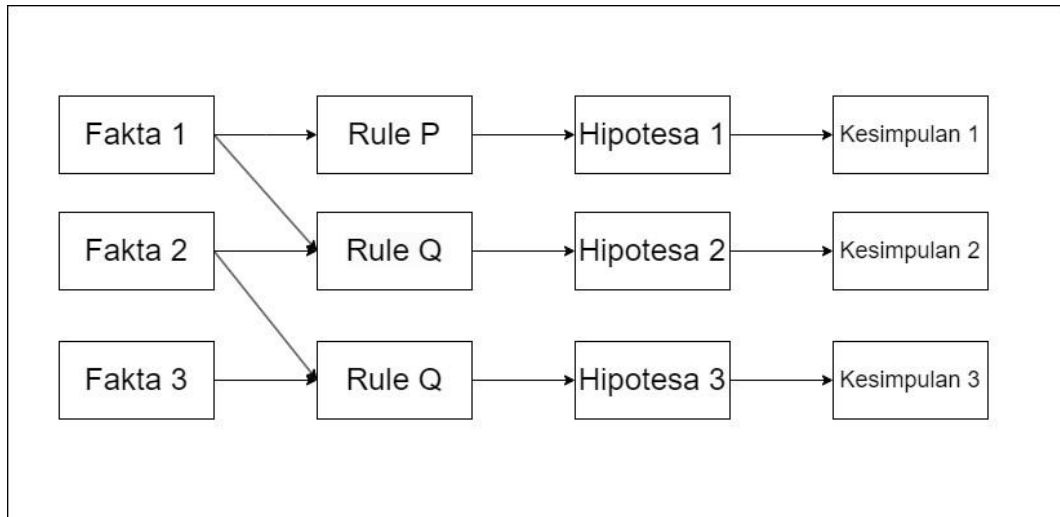 Fakta 1
Rule P
Hipotesa 1
Kesimpulan 1
Fakta 2
Rule Q
Hipotesa 2
Kesimpulan 2
Fakta 3
Rule Q
Hipotesa 3
Kesimpulan 3